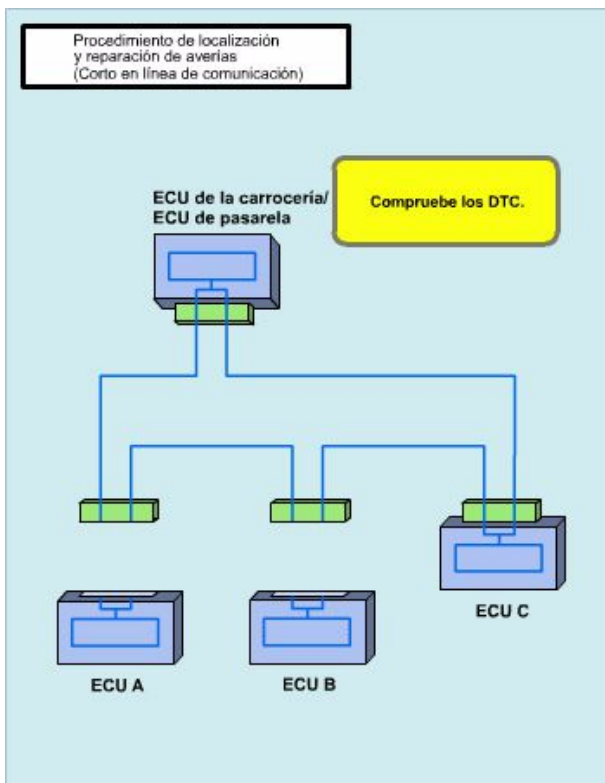 Procedimiento de localización
y reparación de averías
(Corto en línea de comunicación)
ECU de la carrocería/
ECU de pasarela
Compruebe los DTC.
ECU C
ECU A
ECU B